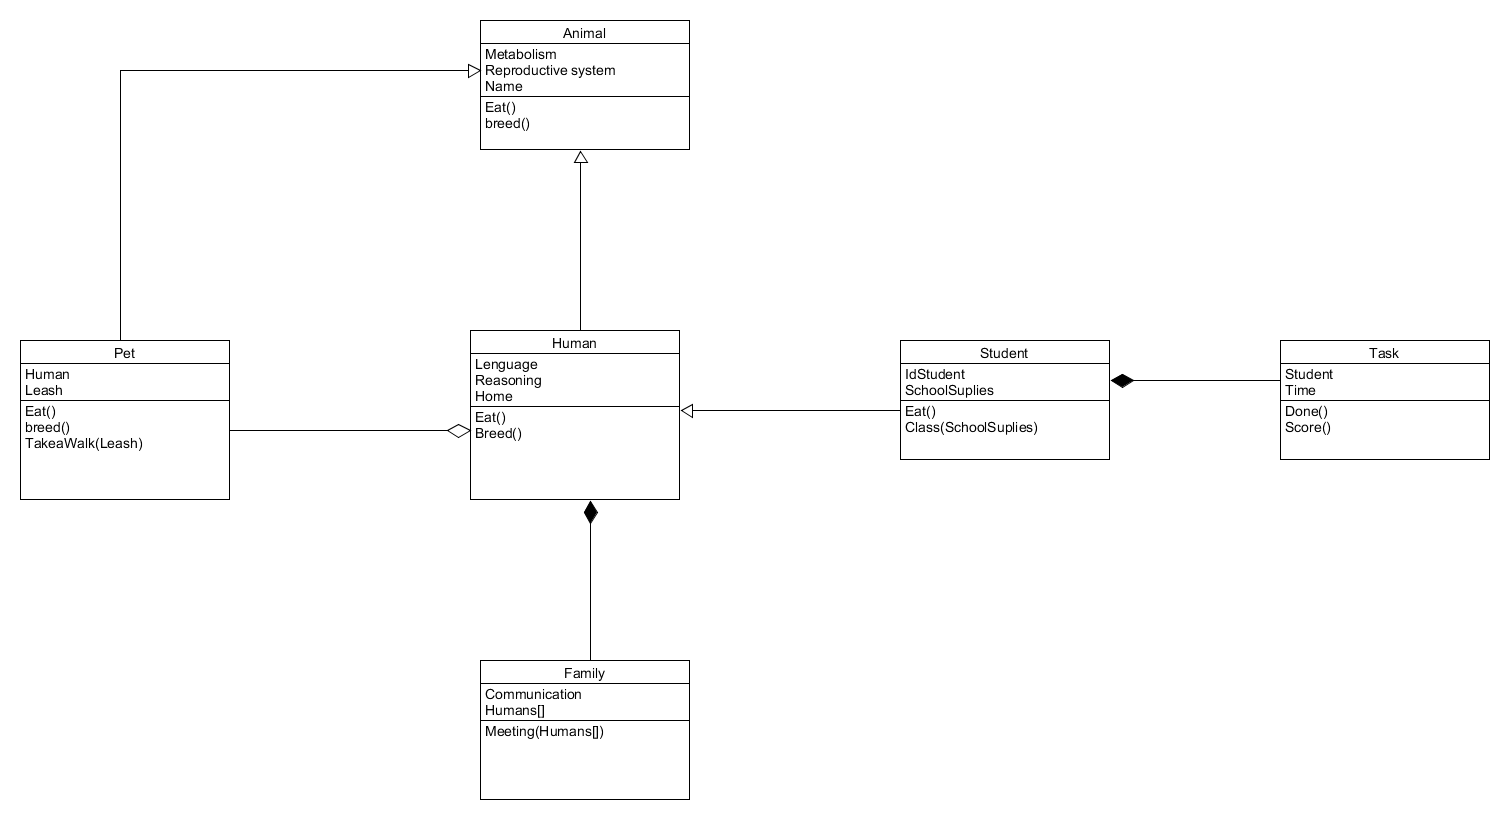 Animal
Metabolism
Reproductive system
Name
Eat()
breed()
Pet
Human
Leash
Eat()
breed()
TakeaWalk(Leash)
Human
Lenguage
Reasoning
Home
Eat()
Breed()
Student
IdStudent
SchoolSuplies
Eat()
Class(SchoolSuplies)
Task
Student
Time
Done()
Score()
Family
Communication
Humans[]
Meeting(Humans[])